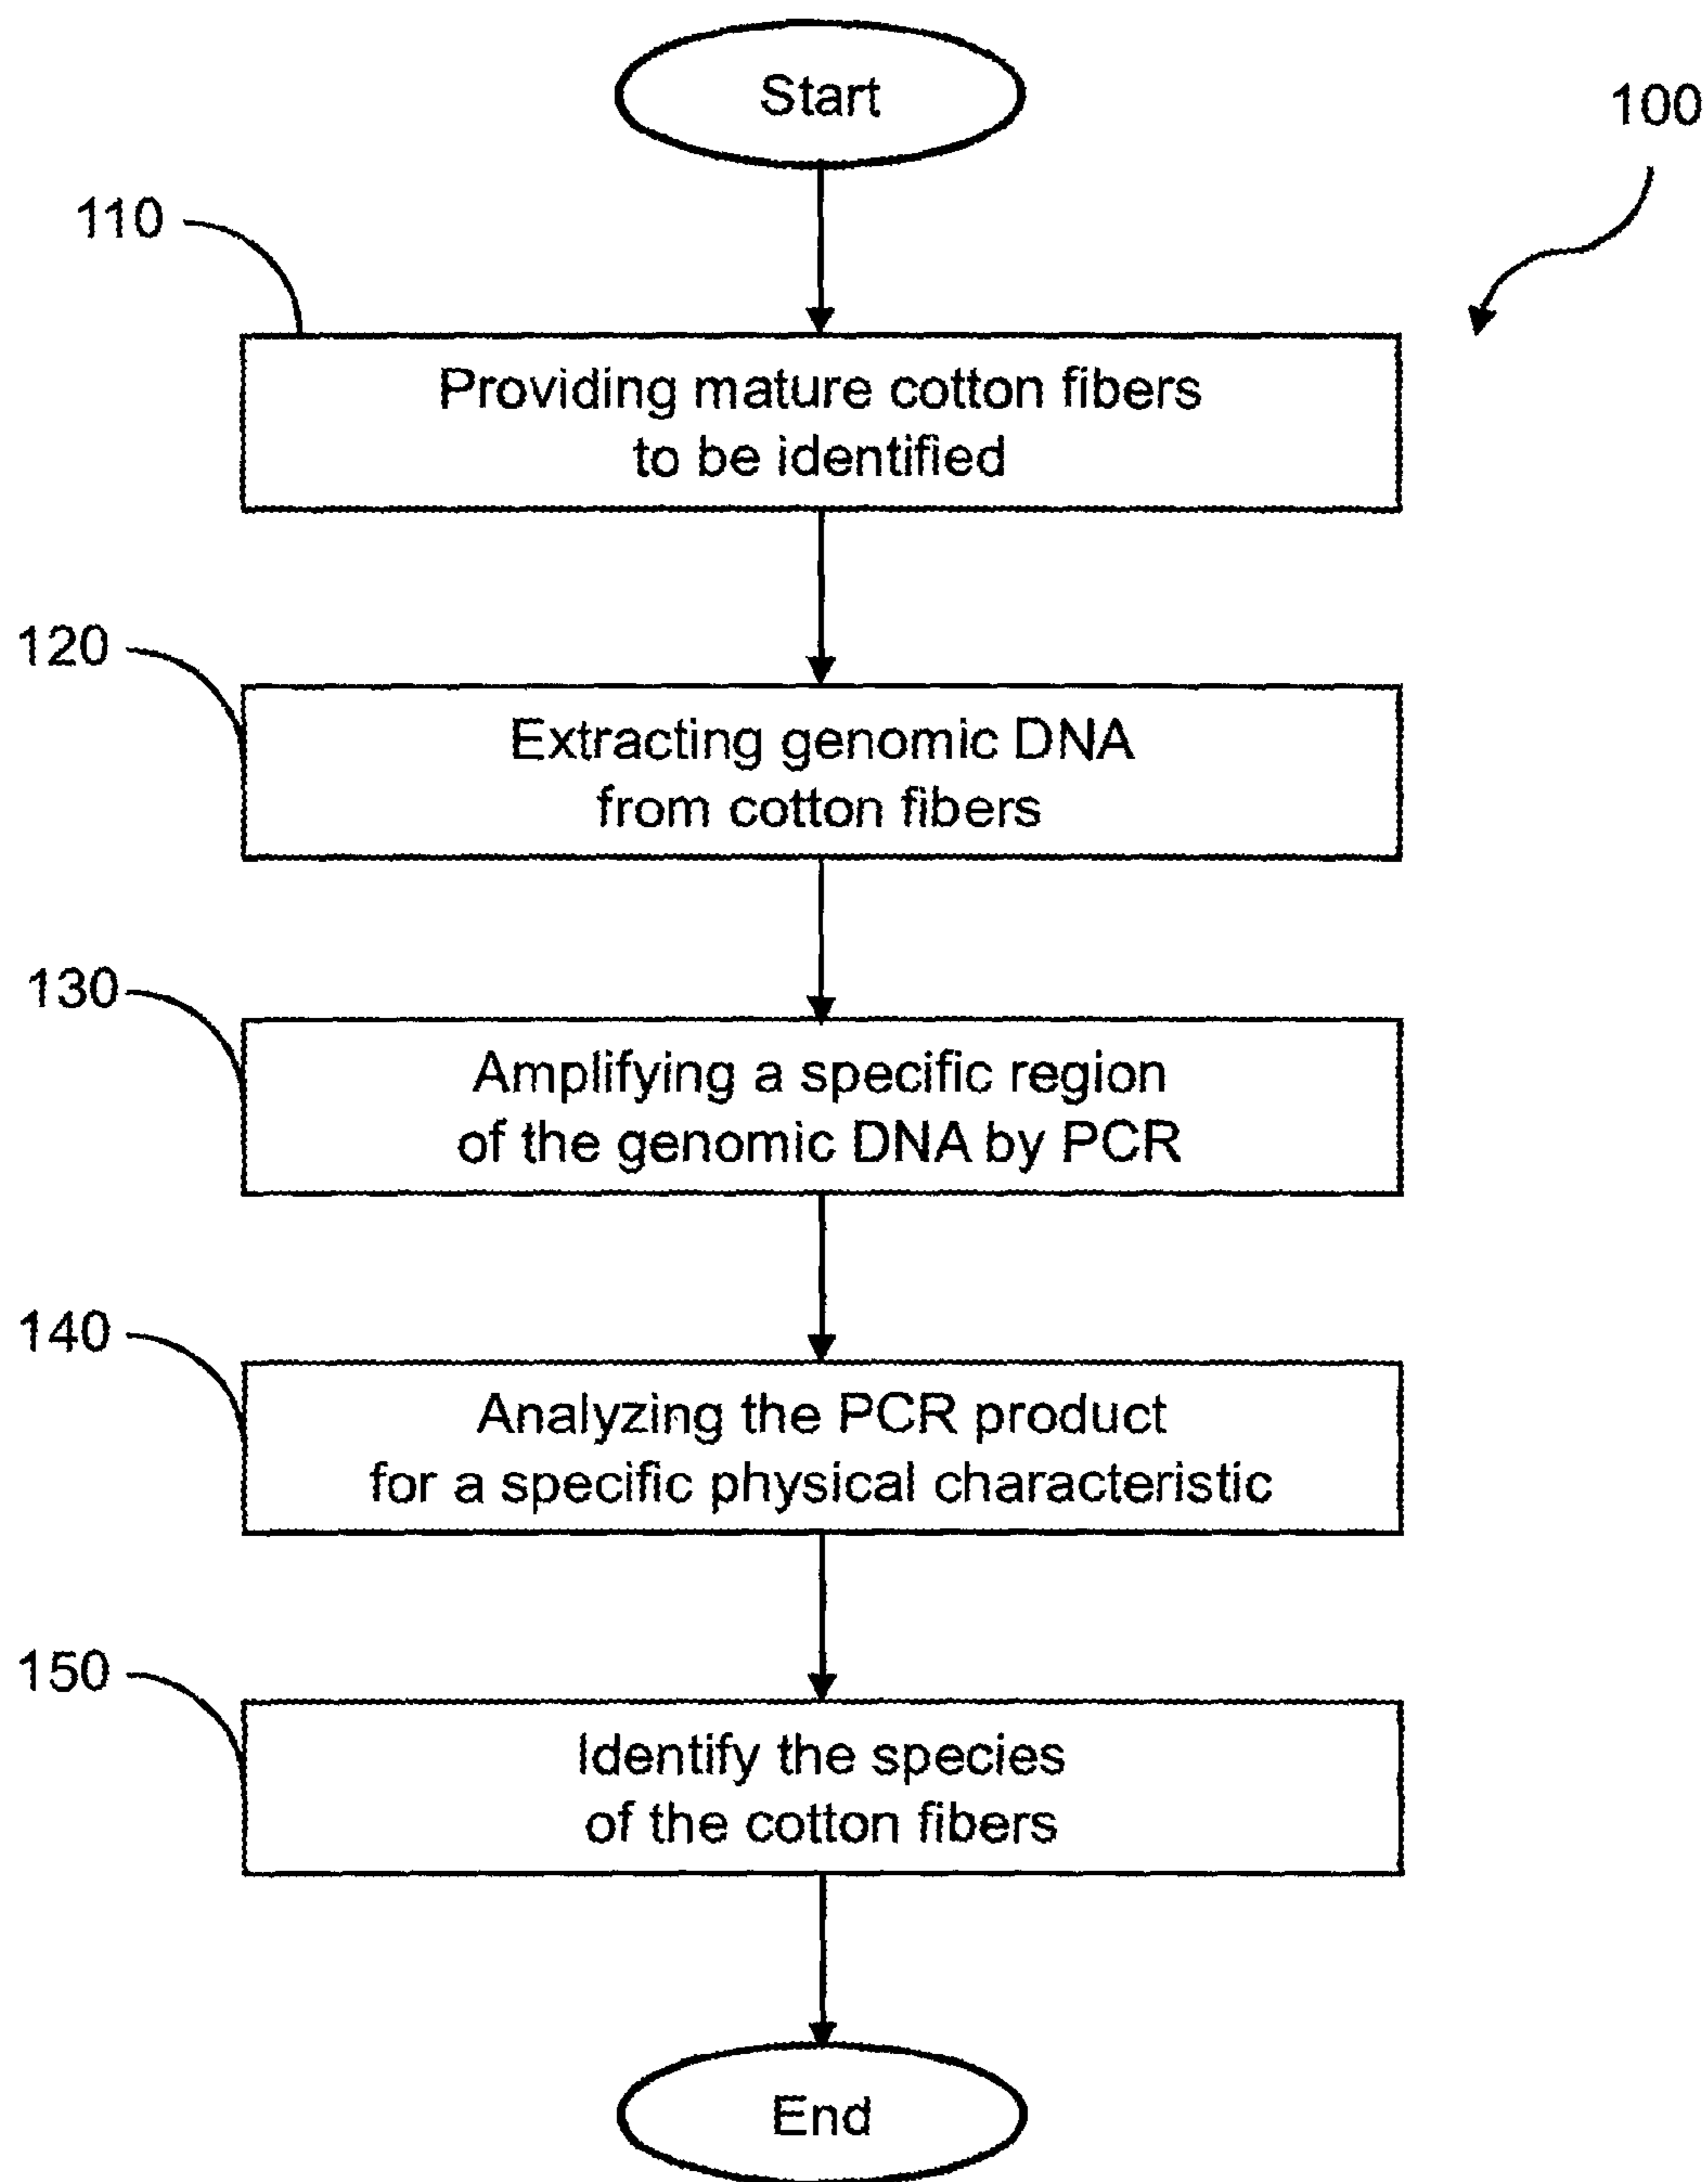 Start
100
110
Providing mature cotton fibers
to be identified
120
Extracting genomic DNA
from cotton fibers
130
Amplifying a specific region
of the genomic DNA by PCR
140
Analyzing the PCR product
for a specific physical characteristic
150
Identify the species
of the cotton fibers
End